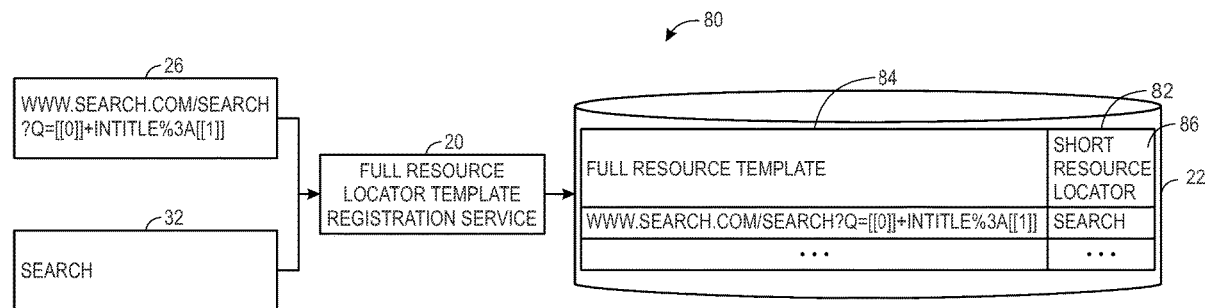 80
26
WWW.SEARCH.COM/SEARCH
?Q=[[0]]+INTITLE%3A[[1]]
32
SEARCH
20
FULL RESOURCE
LOCATOR TEMPLATE
REGISTRATION SERVICE
84
82
86
22
FULL RESOURCE TEMPLATE
SHORT
RESOURCE
LOCATOR
WWW.SEARCH.COM/SEARCH?Q=[[0]]+INTITLE%3A[[1]] SEARCH
••• •••